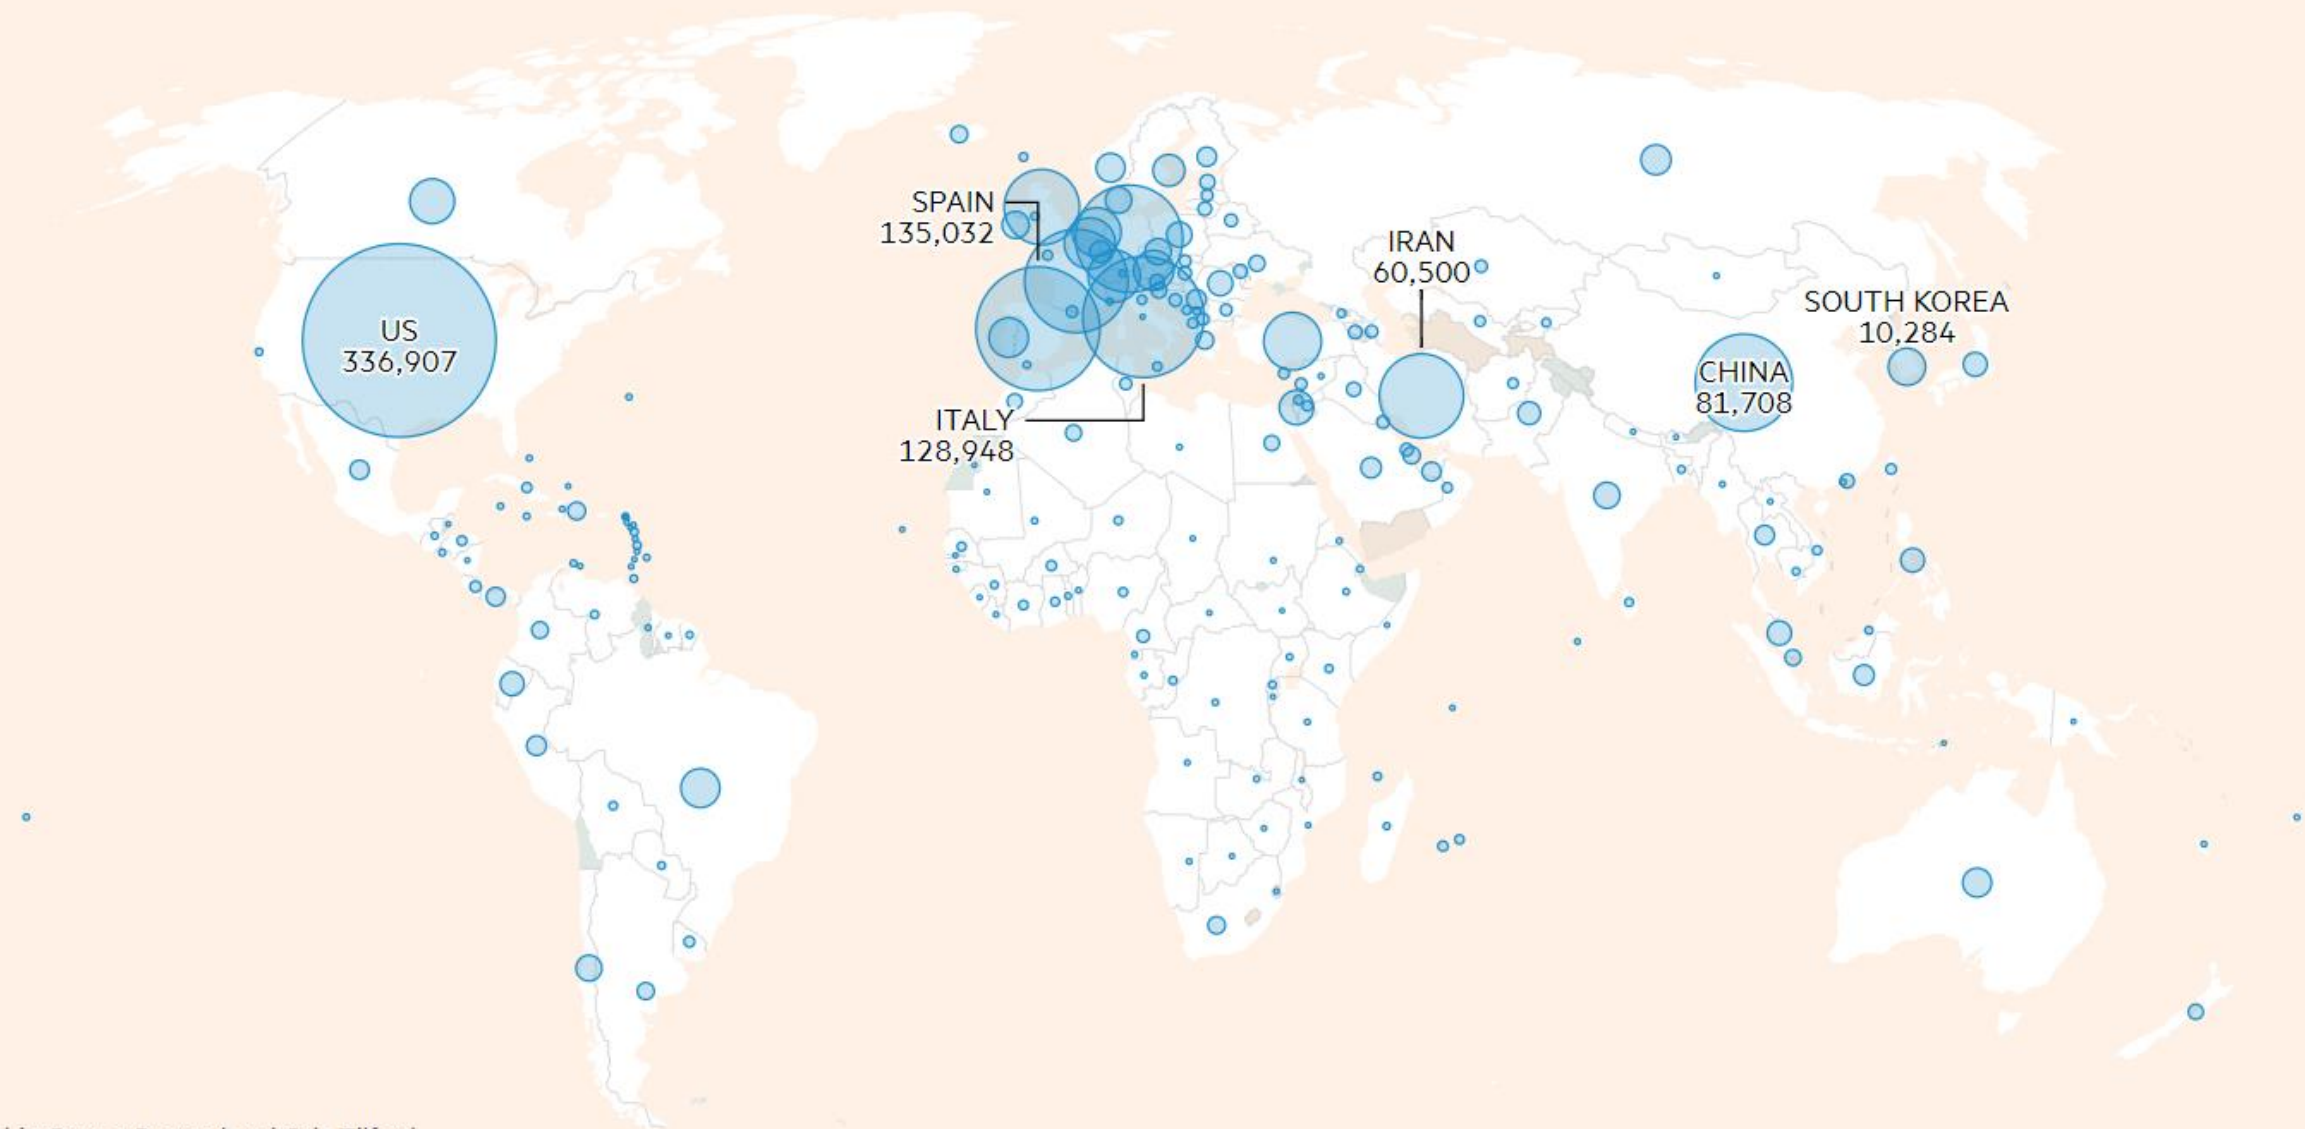 SPAIN
135,032
US
336,907
ITALY
128,948
IRAN
60,500
SOUTH KOREA
10,284
CHINA
81,708